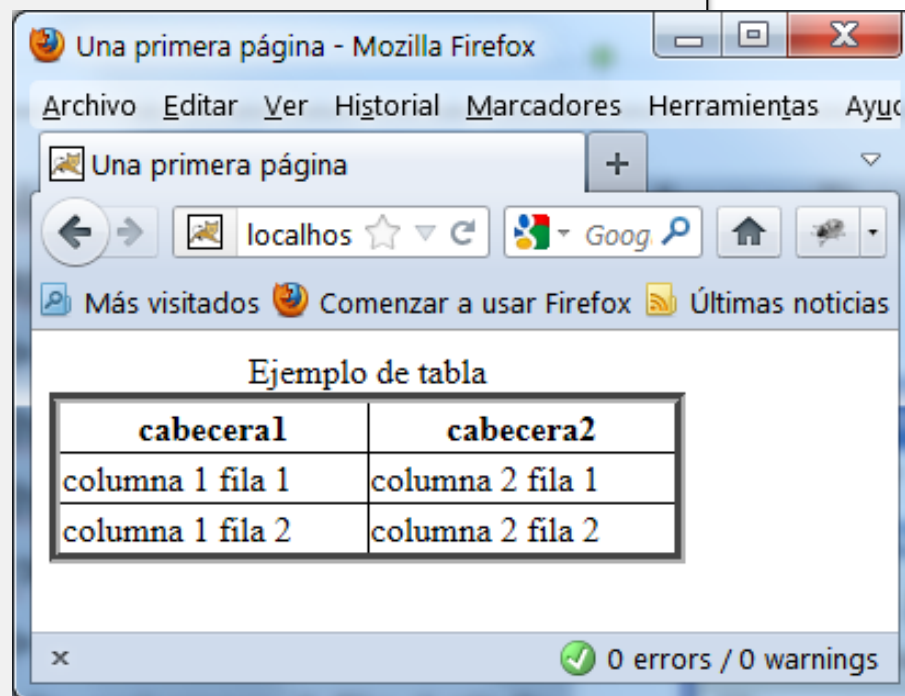 Una primera página - Mozilla Firefox
Archivo Editar Ver Historial Marcadores Herramientas Ayuc
Una primera página
localhos Goog
Más visitados Comenzar a usar Firefox Últimas noticias
Ejemplo de tabla
cabecera1 cabecera2
columna 1 fila 1 columna 2 fila 1
columna 1 fila 2 columna 2 fila 2
0 errors / 0 warnings